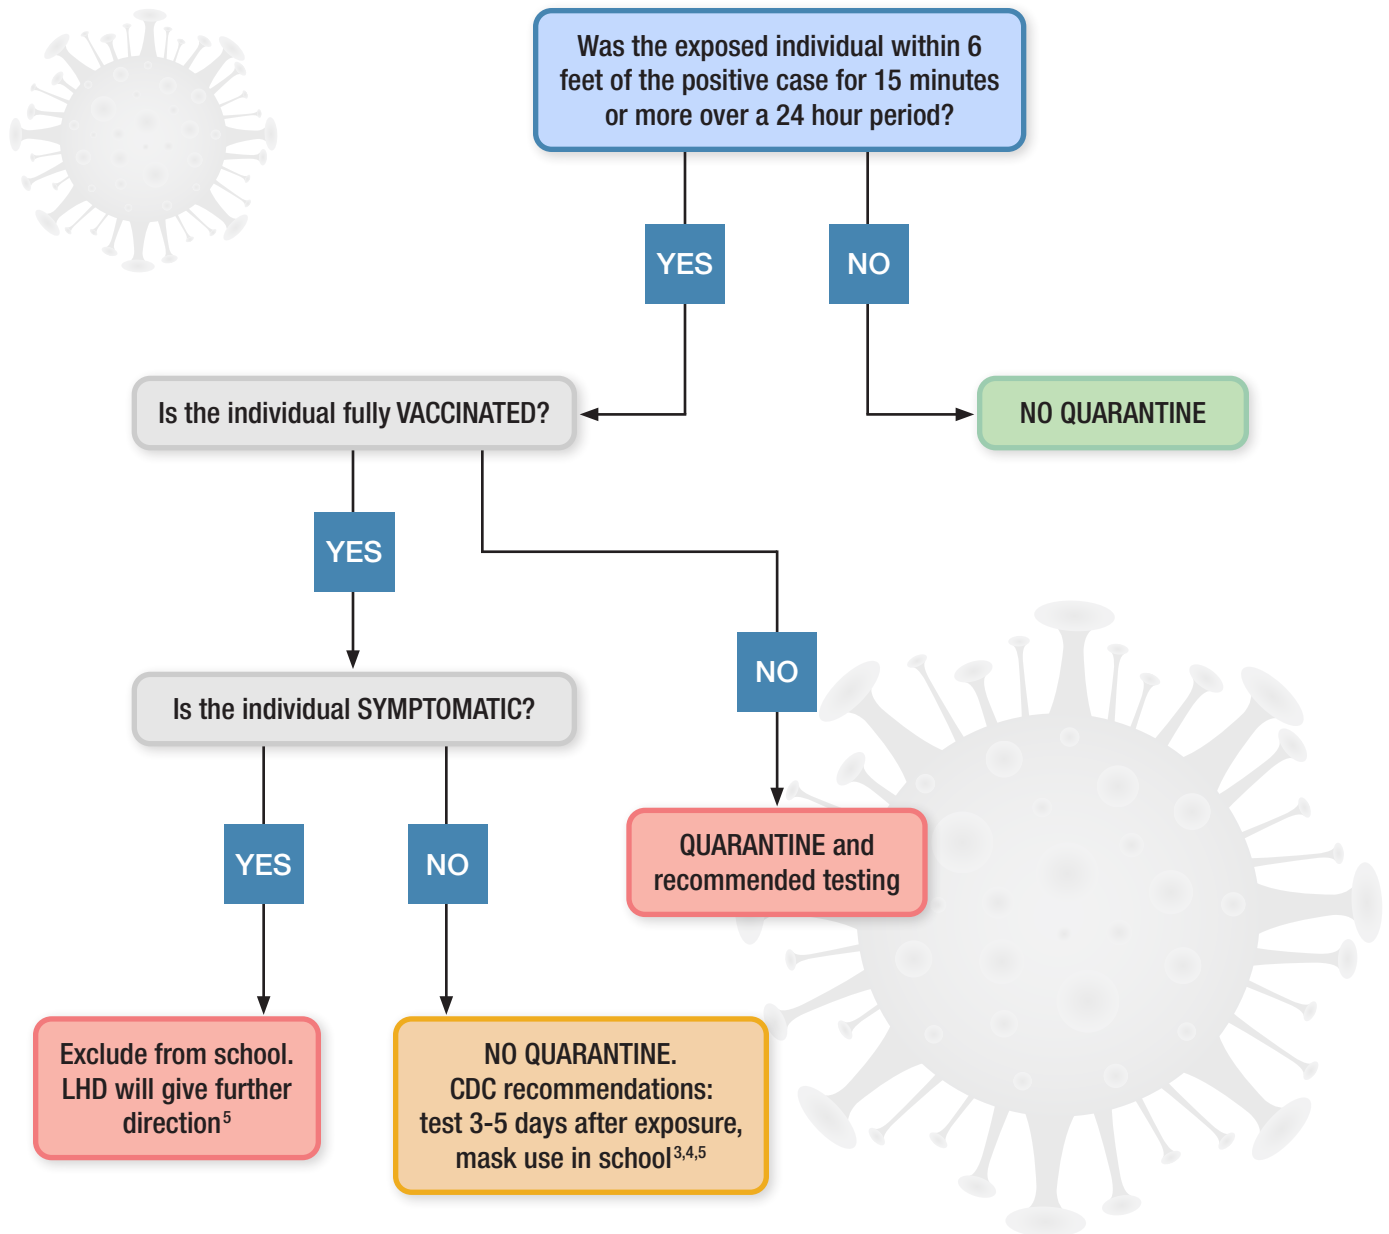 Was the exposed individual within 6
feet of the positive case for 15 minutes
or more over a 24 hour period?
YES
NO
Is the individual fully VACCINATED?
NO QUARANTINE
YES
NO
Is the individual SYMPTOMATIC?
QUARANTINE and
recommended testing
YES
NO
Exclude from school.
LHD will give further
direction⁵
NO QUARANTINE.
CDC recommendations:
test 3-5 days after exposure,
mask use in school³,⁴,⁵